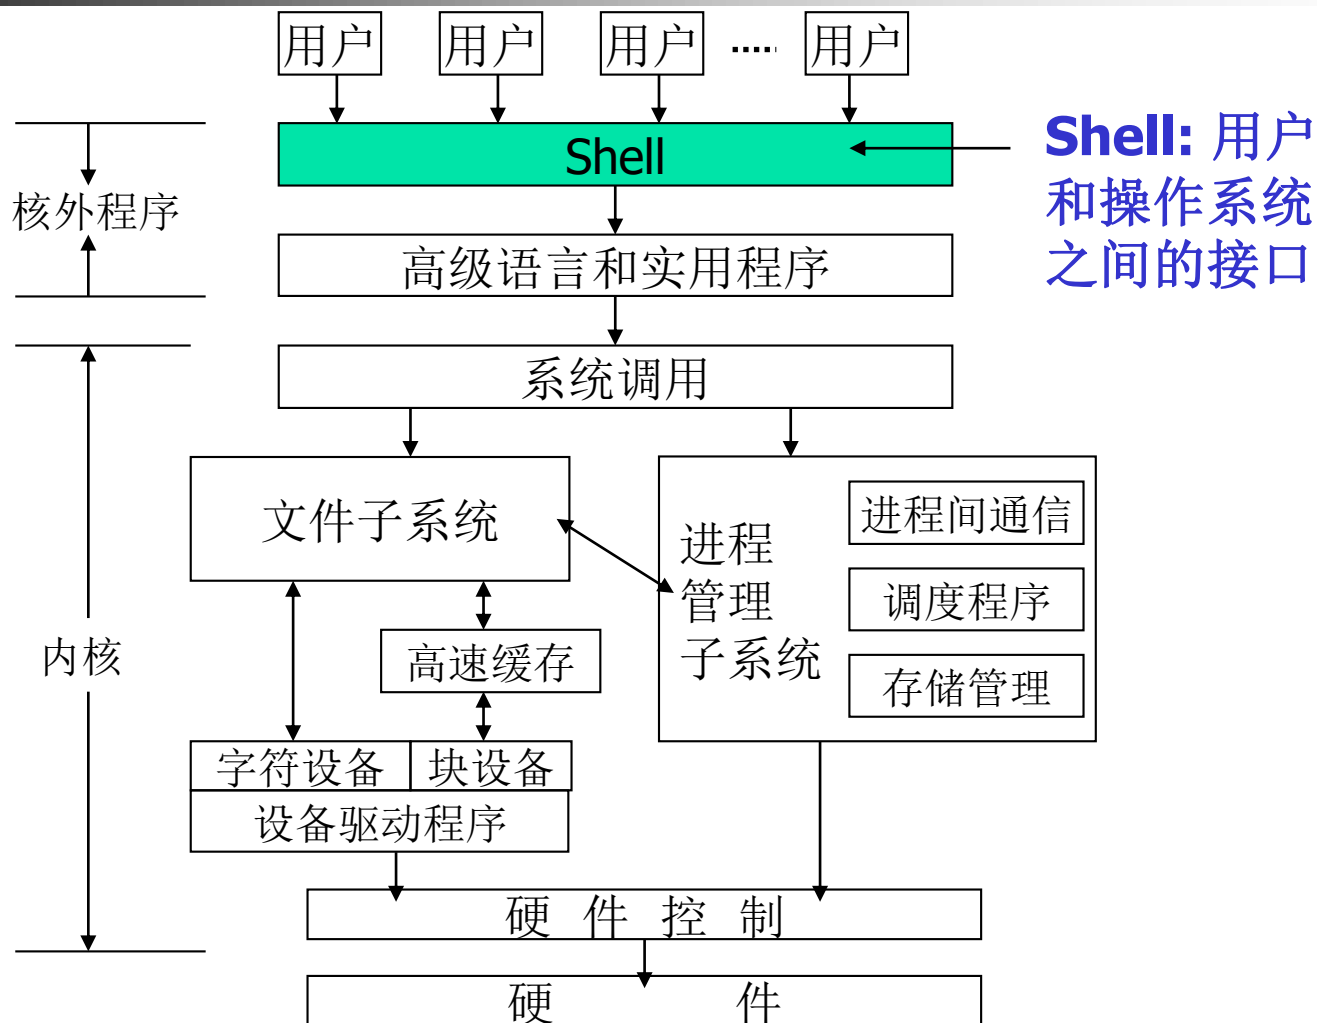 用户 用户 用户 ..... 用户
Shell
Shell: 用户
和操作系统
之间的接口
核外程序
高级语言和实用程序
系统调用
文件子系统
进程
管理
子系统
进程间通信
调度程序
存储管理
内核
高速缓存
字符设备 块设备
设备驱动程序
硬 件 控 制
硬 件